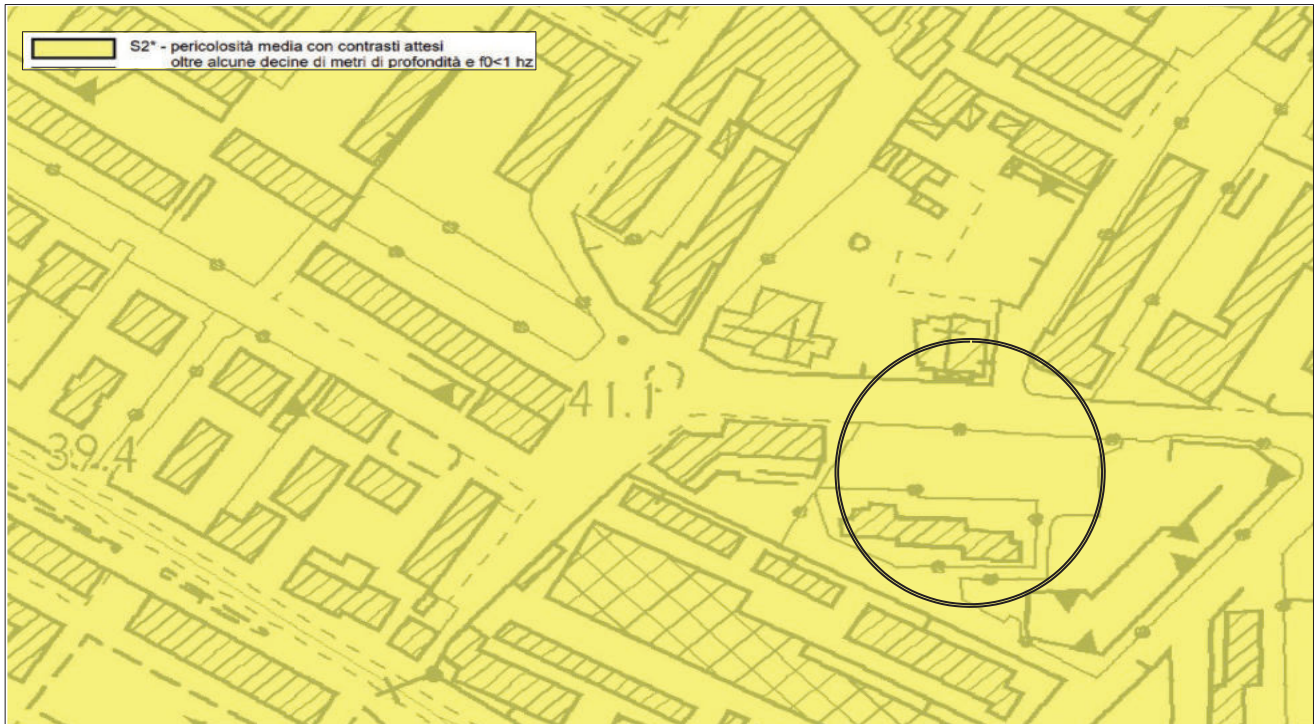 S2* - pericolosità media con contrasti attesi
oltre alcune decine di metri di profondità e f0<1 hz
41.1
39.4